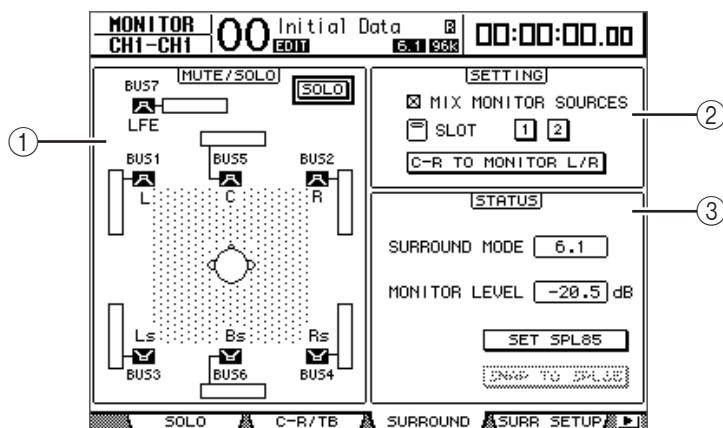 MONITOR
CH1-CH1
00 Initial Data
EDIT
6.1 96k
00:00:00.00
MUTE/SOLO
SOLO
BUS7
LFE
BUS1
L
BUS5
C
BUS2
R
Ls
BUS3
Bs
BUS6
Rs
BUS4
1
SETTING
MIX MONITOR SOURCES
SLOT 1 2
C-R TO MONITOR L/R
2
STATUS
SURROUND MODE 6.1
MONITOR LEVEL -20.5 dB
SET SPL85
SNAP TO SPL85
3
SOLO
C-R/TB
SURROUND
SURR SETUP